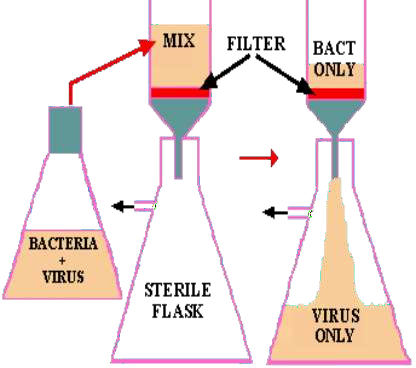 MIX
FILTER
BACT
ONLY
BACTERIA
+
VIRUS
STERILE
FLASK
VIRUS
ONLY